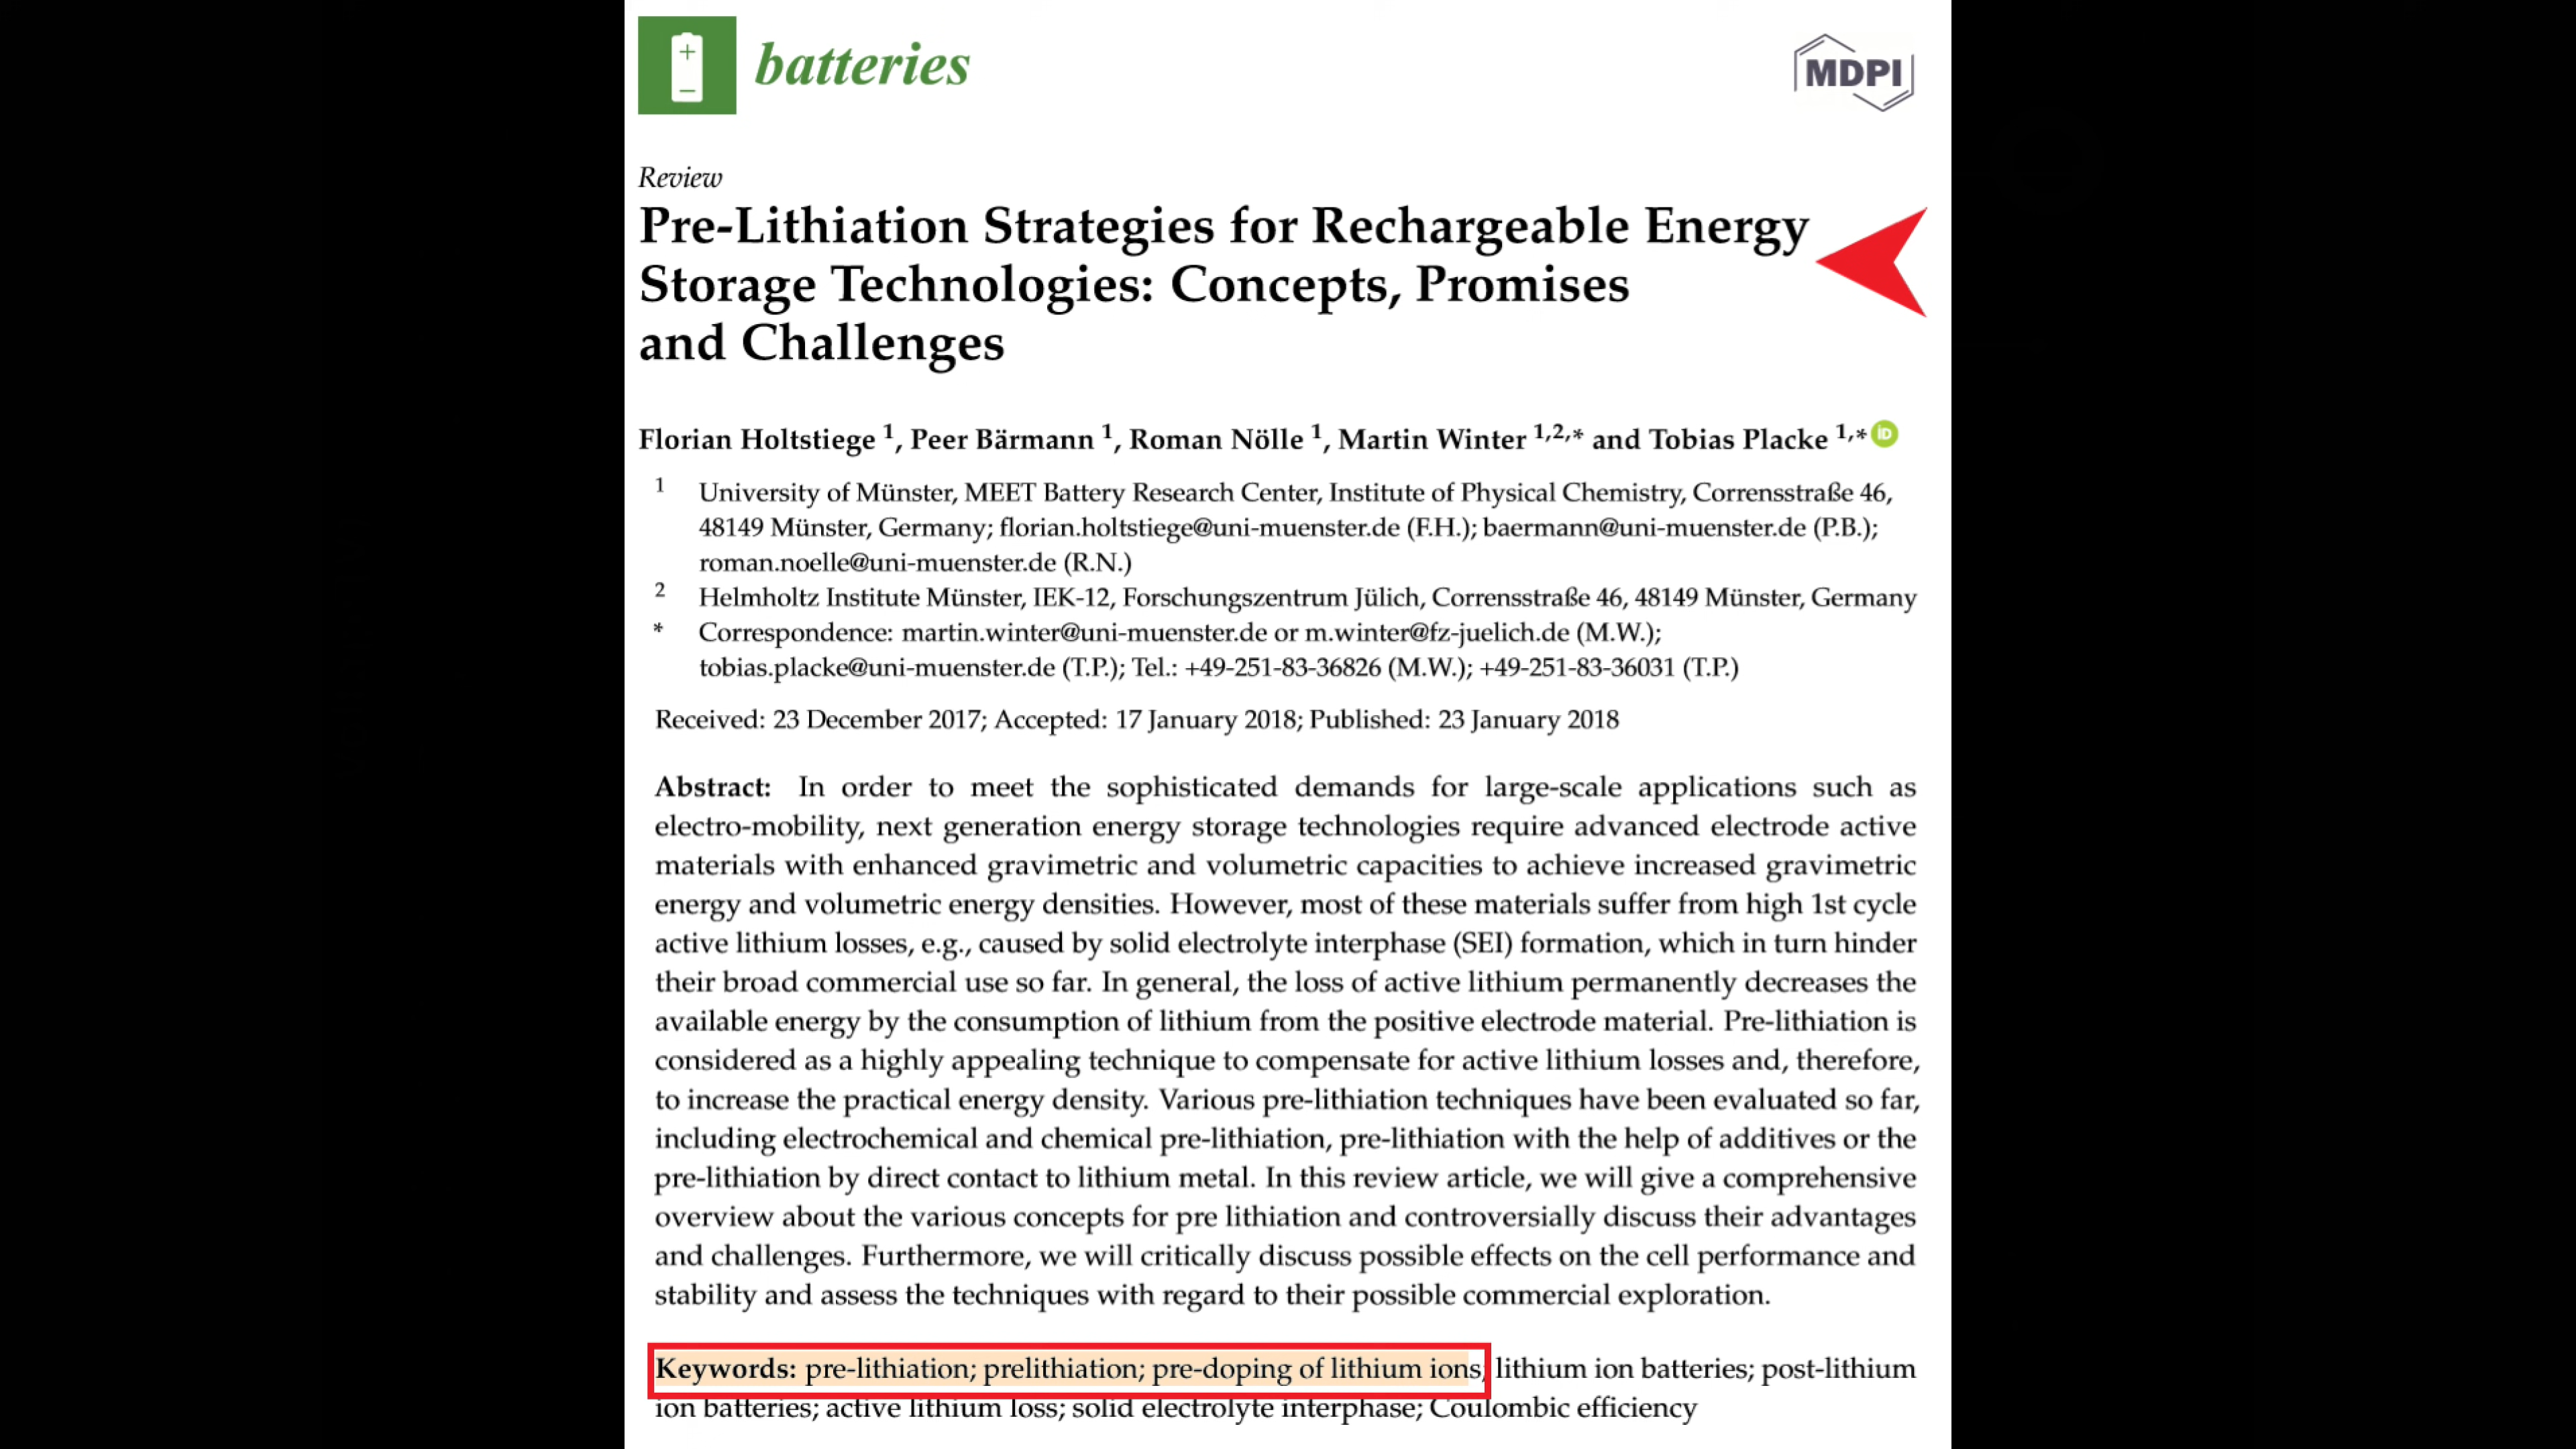 batteries
MDPI
Review
Pre-Lithiation Strategies for Rechargeable Energy
Storage Technologies: Concepts, Promises
and Challenges
Florian Holtstiege 1, Peer Bärmann 1, Roman Nölle 1, Martin Winter 1,2,* and Tobias Placke 1,* iD
1 University of Münster, MEET Battery Research Center, Institute of Physical Chemistry, Corrensstraße 46,
48149 Münster, Germany; florian.holtstiege@uni-muenster.de (F.H.); baermann@uni-muenster.de (P.B.);
roman.noelle@uni-muenster.de (R.N.)
2 Helmholtz Institute Münster, IEK-12, Forschungszentrum Jülich, Corrensstraße 46, 48149 Münster, Germany
* Correspondence: martin.winter@uni-muenster.de or m.winter@fz-juelich.de (M.W.);
tobias.placke@uni-muenster.de (T.P.); Tel.: +49-251-83-36826 (M.W.); +49-251-83-36031 (T.P.)
Received: 23 December 2017; Accepted: 17 January 2018; Published: 23 January 2018
Abstract: In order to meet the sophisticated demands for large-scale applications such as
electro-mobility, next generation energy storage technologies require advanced electrode active
materials with enhanced gravimetric and volumetric capacities to achieve increased gravimetric
energy and volumetric energy densities. However, most of these materials suffer from high 1st cycle
active lithium losses, e.g., caused by solid electrolyte interphase (SEI) formation, which in turn hinder
their broad commercial use so far. In general, the loss of active lithium permanently decreases the
available energy by the consumption of lithium from the positive electrode material. Pre-lithiation is
considered as a highly appealing technique to compensate for active lithium losses and, therefore,
to increase the practical energy density. Various pre-lithiation techniques have been evaluated so far,
including electrochemical and chemical pre-lithiation, pre-lithiation with the help of additives or the
pre-lithiation by direct contact to lithium metal. In this review article, we will give a comprehensive
overview about the various concepts for pre lithiation and controversially discuss their advantages
and challenges. Furthermore, we will critically discuss possible effects on the cell performance and
stability and assess the techniques with regard to their possible commercial exploration.
Keywords: pre-lithiation; prelithiation; pre-doping of lithium ions; lithium ion batteries; post-lithium
ion batteries; active lithium loss; solid electrolyte interphase; Coulombic efficiency